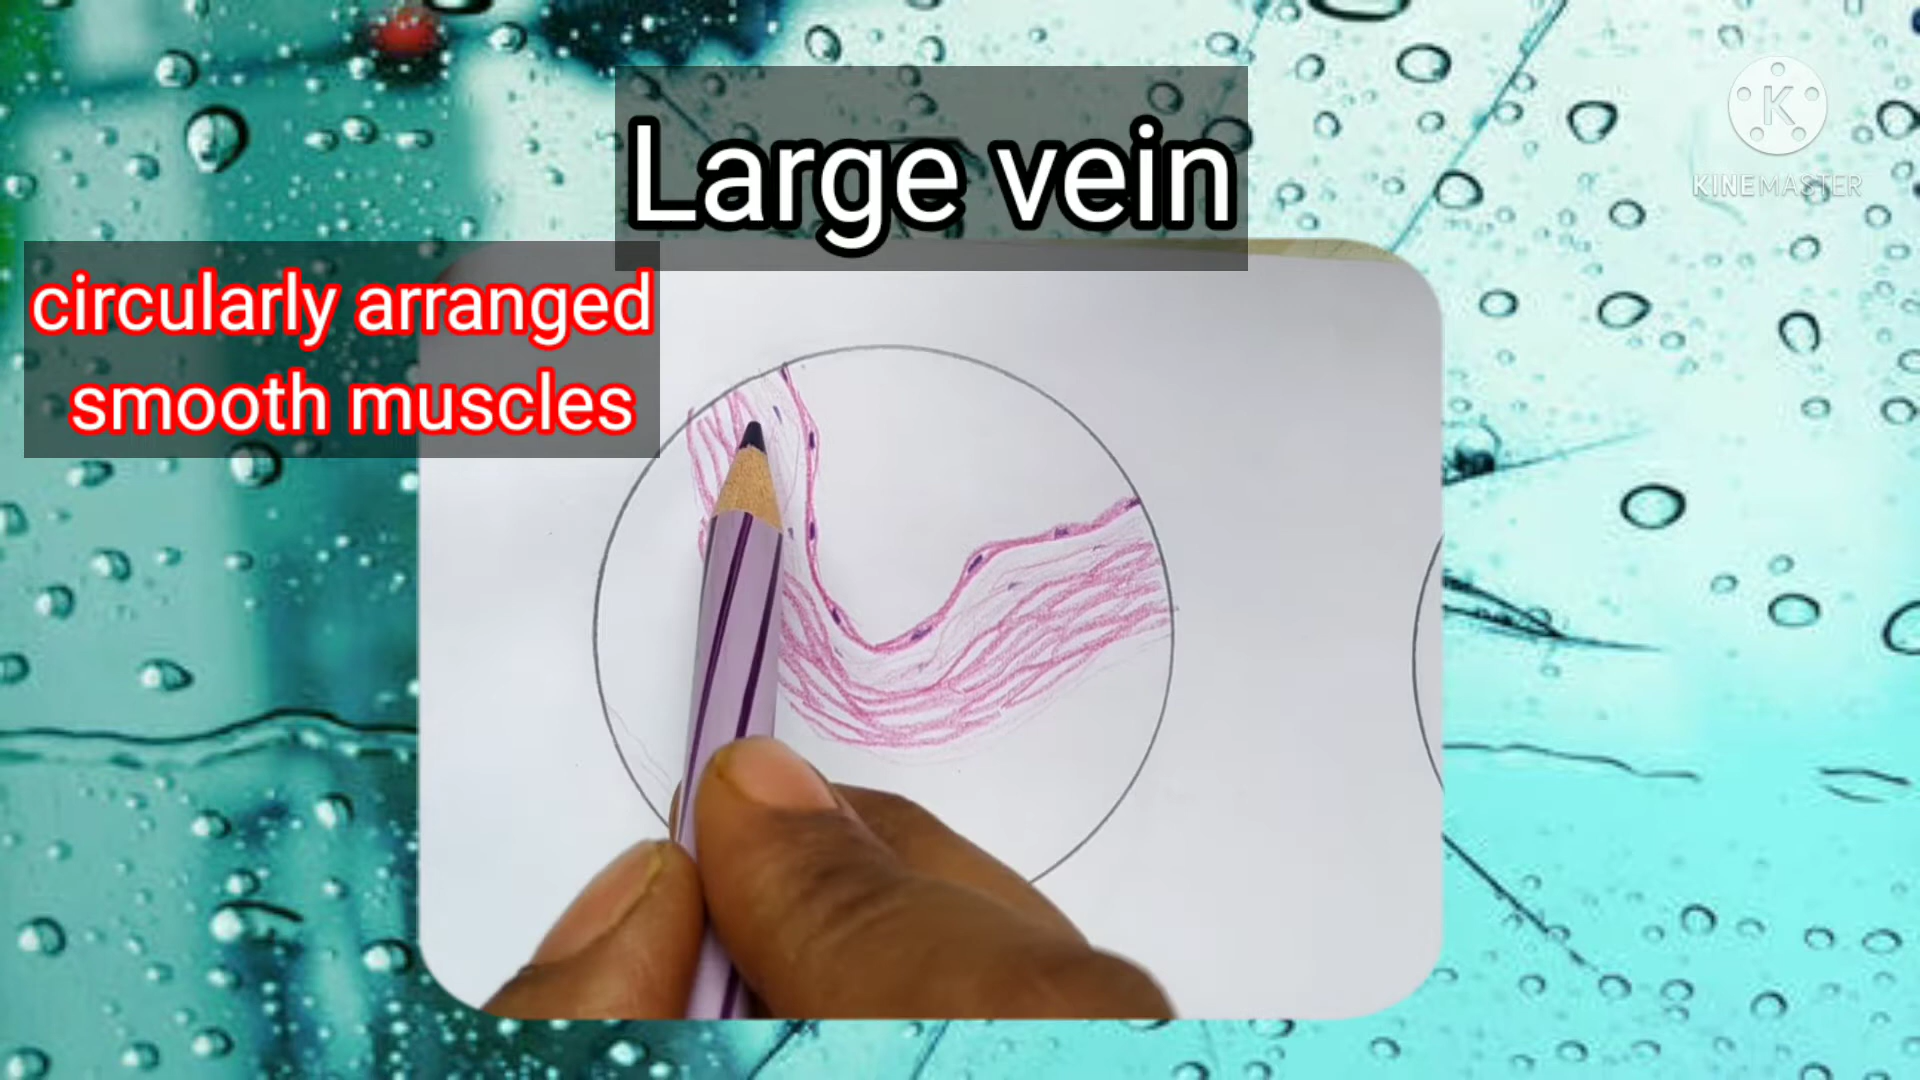 Large vein
circularly arranged
smooth muscles
K
KINEMASTER